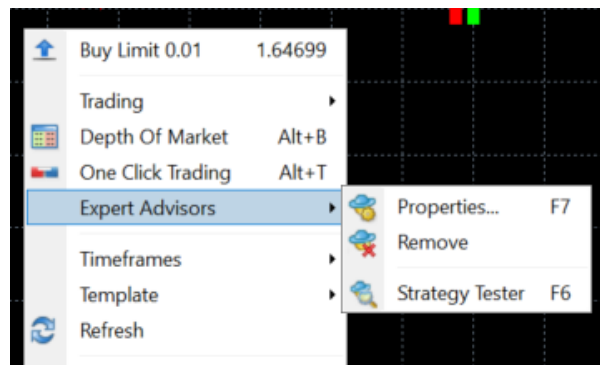 Buy Limit 0.01 1.64699
Trading
Depth Of Market Alt+B
One Click Trading Alt+T
Expert Advisors
Properties... F7
Remove
Strategy Tester F6
Timeframes
Template
Refresh